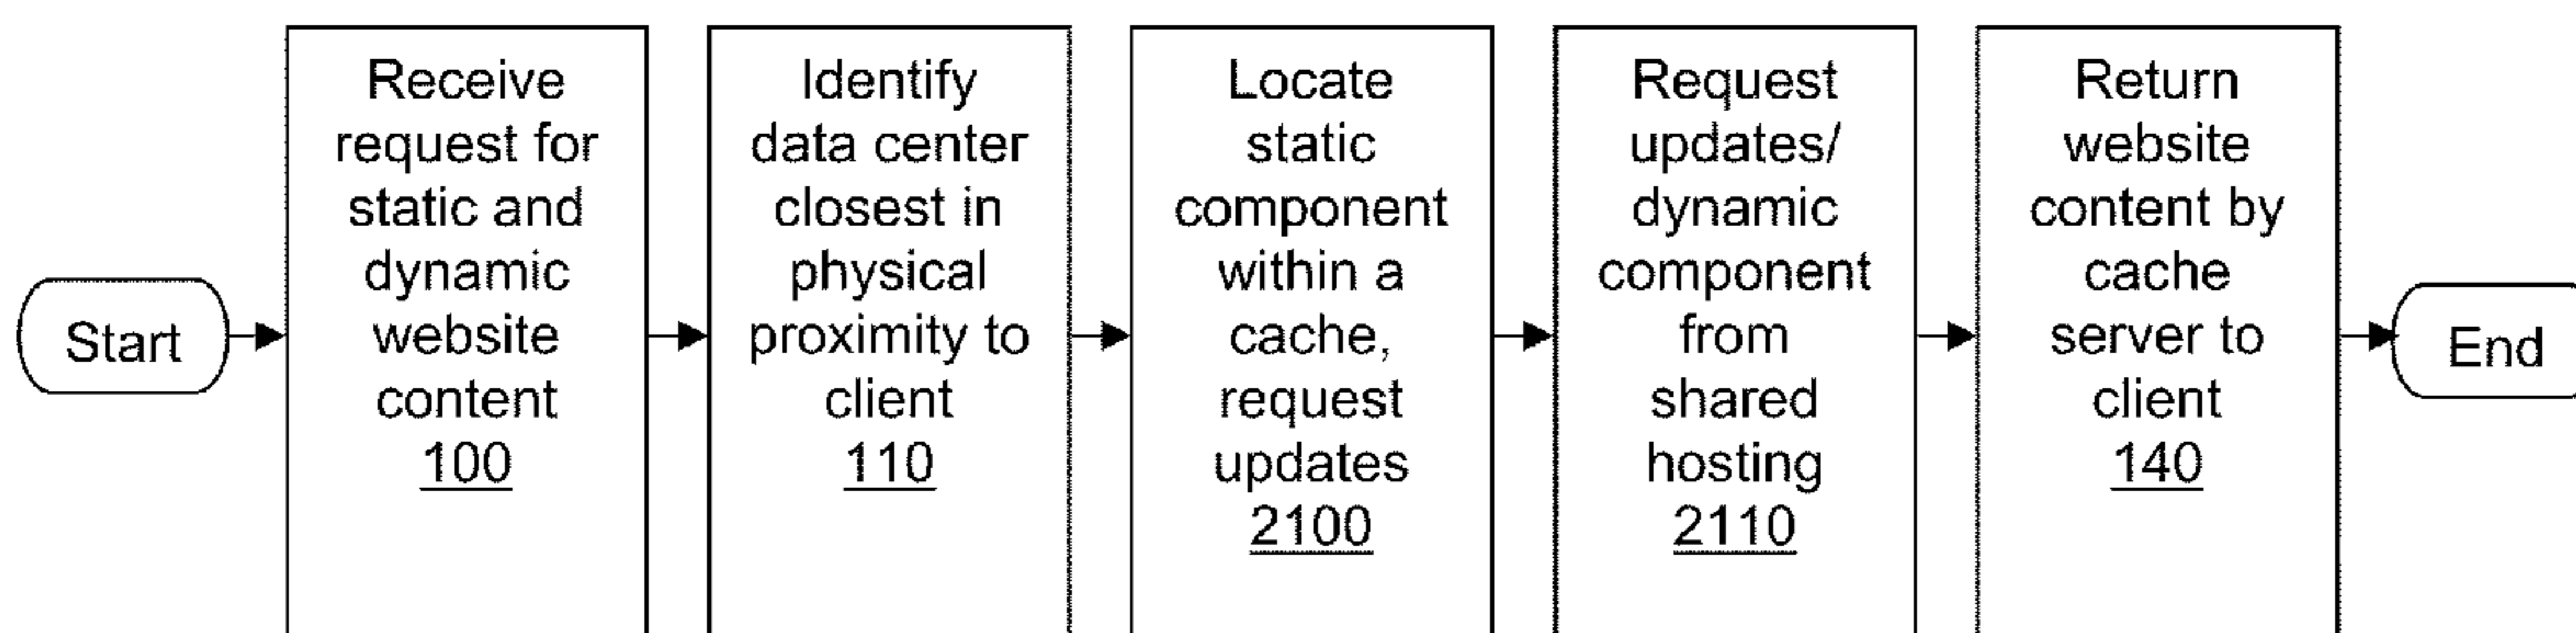 Start
Receive
request for
static and
dynamic
website
content
100
Identify
data center
closest in
physical
proximity to
client
110
Locate
static
component
within a
cache,
request
updates
2100
Request
updates/
dynamic
component
from
shared
hosting
2110
Return
website
content by
cache
server to
client
140
End